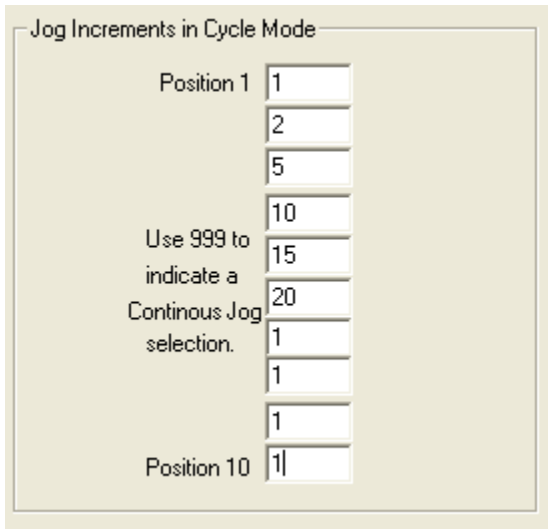 Jog Increments in Cycle Mode
Position 1 1
2
5
10
Use 999 to
15
indicate a
20
Continous Jog
1
selection.
1
1
Position 10 1